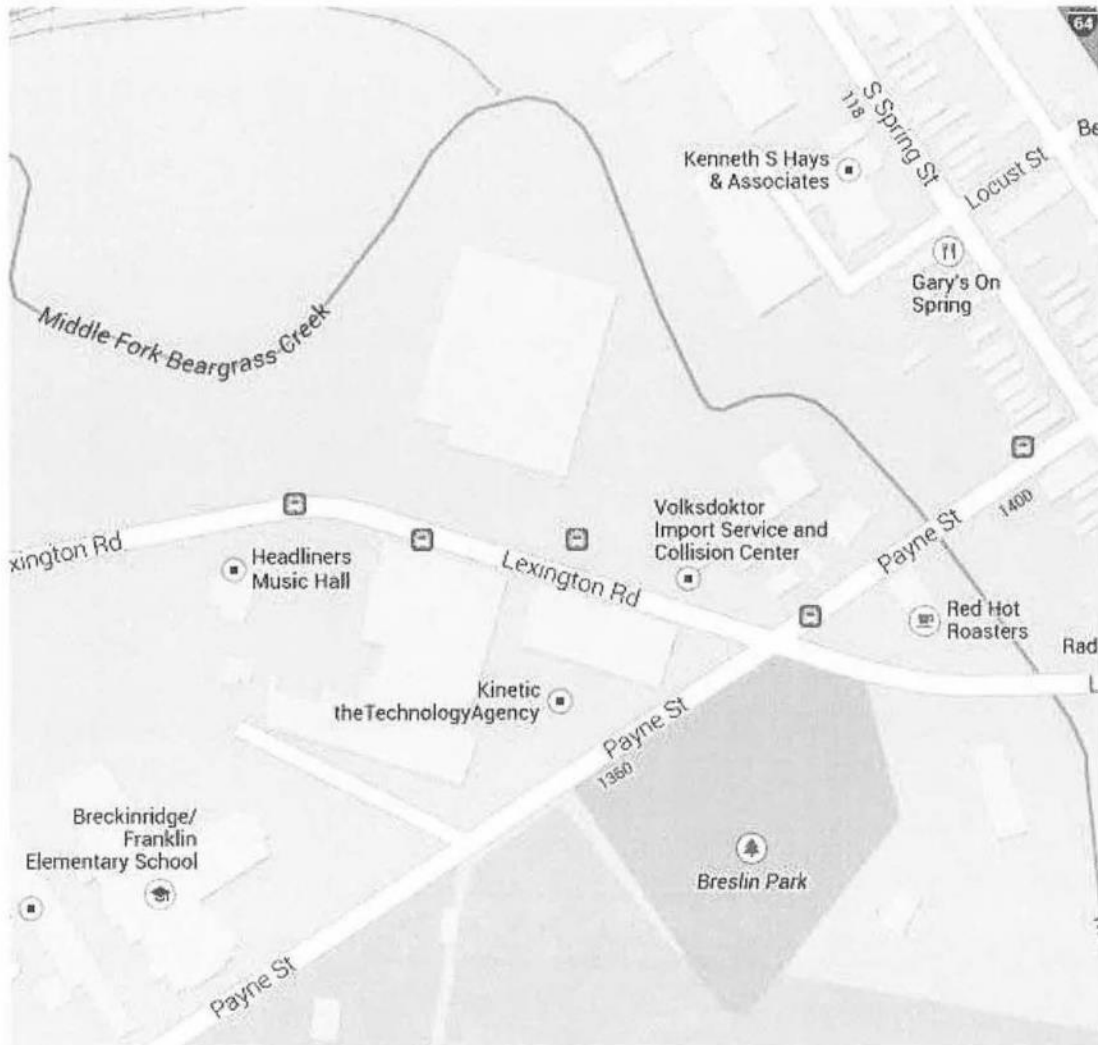 64
S Spring St
118
Be
Kenneth S Hays
& Associates
Locust St
Gary's On
Spring
Middle Fork Beargrass Creek
1400
Volksdoktor
Import Service and
Collision Center
Payne St
xington Rd
Headliners
Music Hall
Lexington Rd
Red Hot
Roasters
Rad
L
Kinetic
theTechnologyAgency
Payne St
1360
Breckinridge/
Franklin
Elementary School
Breslin Park
Payne St